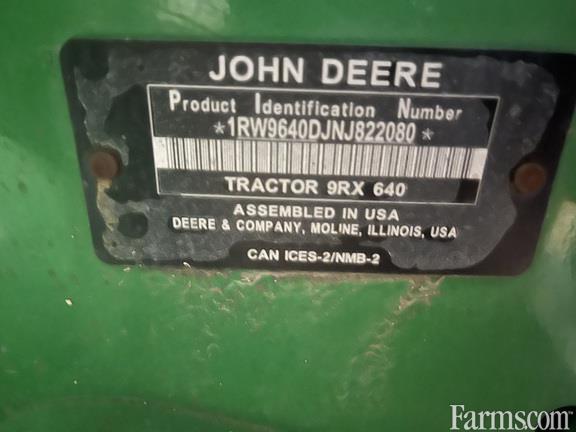 JOHN DEERE
Product Identification Number
*1RW9640DJNJ822080*
TRACTOR 9RX 640
ASSEMBLED IN USA
DEERE & COMPANY, MOLINE, ILLINOIS, USA
CAN ICES-2/NMB-2
Farms.com